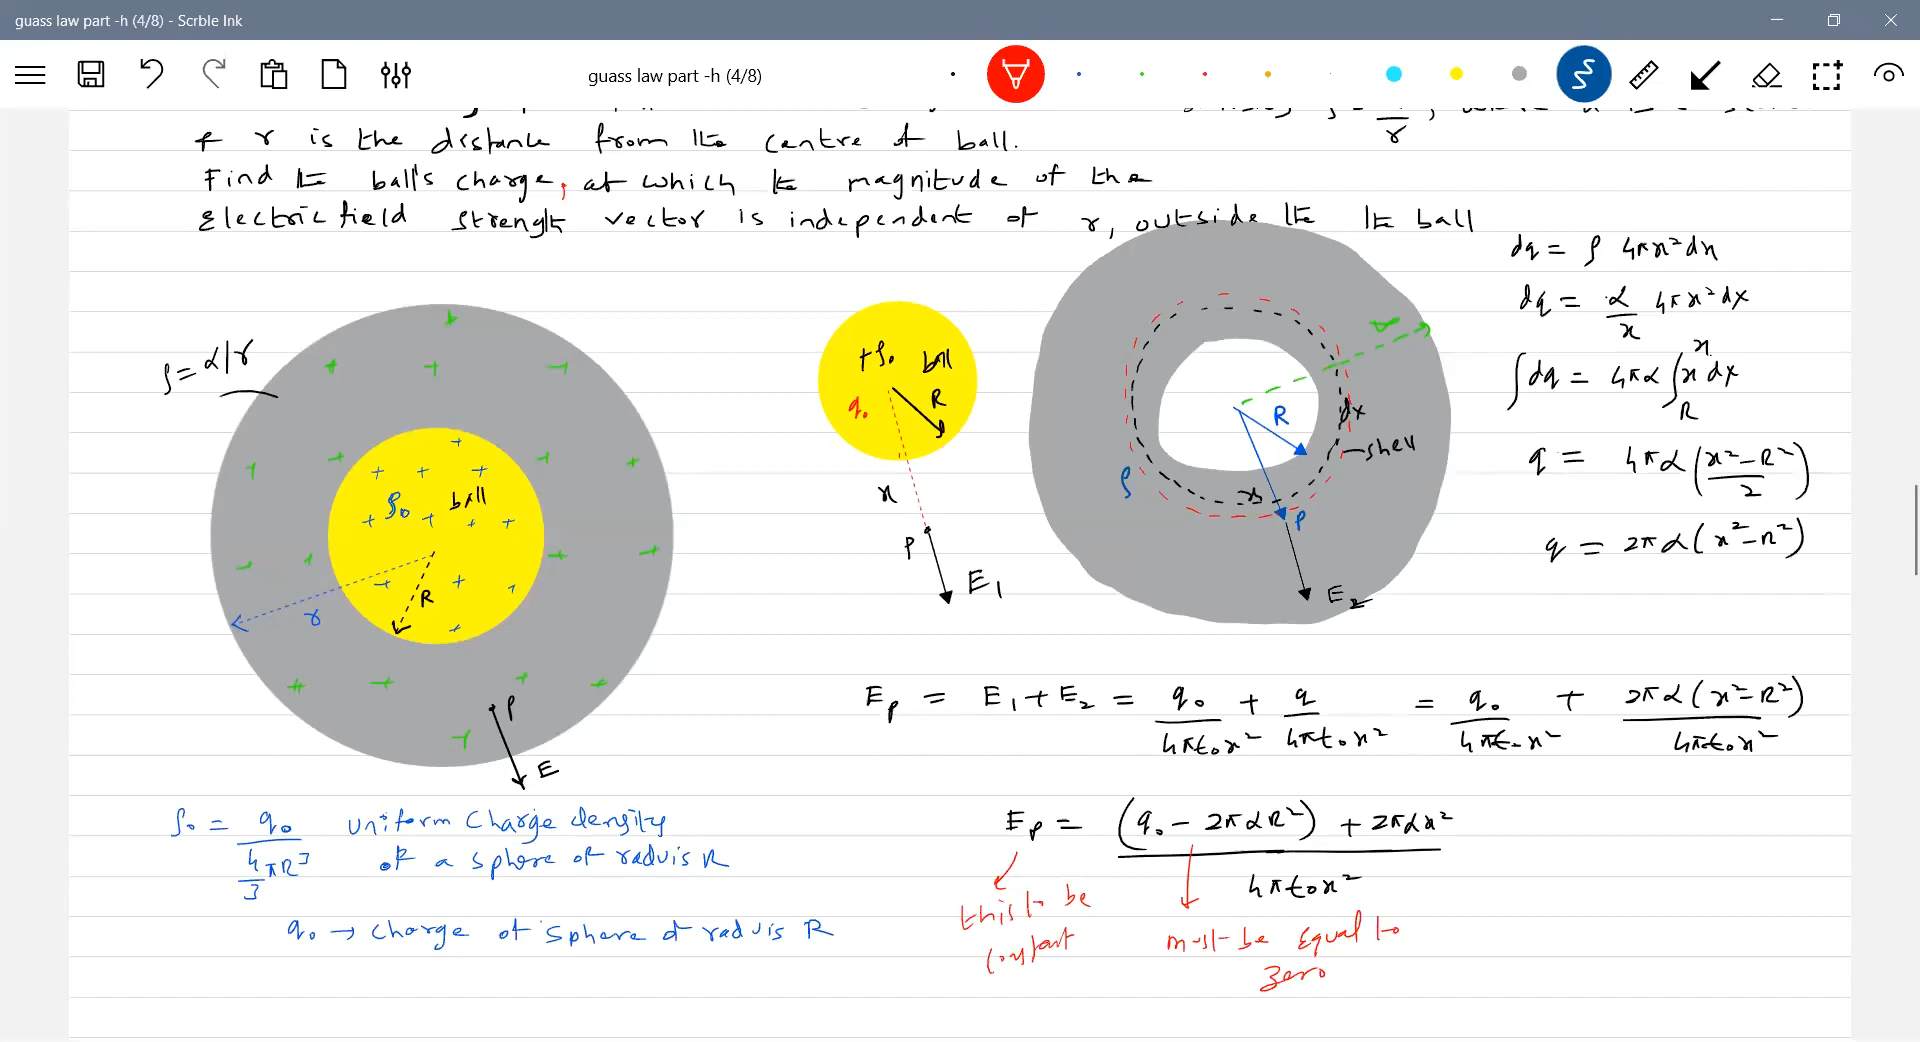 guass law part -h (4/8) - Scrble Ink
guass law part -h (4/8)
& r is the distance from the centre of ball.
Find the ball's charge, at which the magnitude of the
Electric field strength vector is independent of r, outside the ball
ρ = α/r
ρ₀ ball
R
r
P
E
+ρ₀ ball
q₀ R
x
P
E₁
r
R
dx
shell
ρ
x
P
E₂
dq = ρ 4πx²dx
dq = α/x 4πx²dx
∫dq = 4πα ∫_R^x x dx
q = 4πα (x²-R²/2)
q = 2πα(x²-R²)
E_P = E₁+E₂ = q₀/4πε₀x² + q/4πε₀x² = q₀/4πε₀x² + 2πα(x²-R²)/4πε₀x²
E_P = (q₀ - 2παR²) + 2παx² / 4πε₀x²
this to be constant
must be equal to zero
ρ₀ = q₀ / 4/3 πR³ uniform charge density
of a sphere of raduis R
q₀ → charge of sphere of raduis R